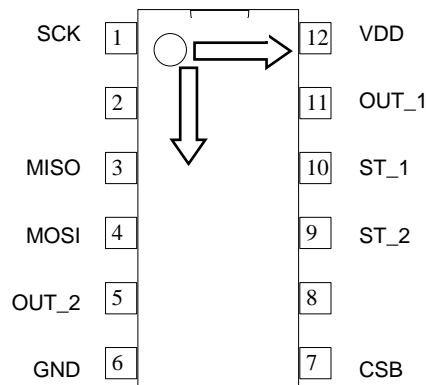 SCK 1 12 VDD
2 11 OUT_1
MISO 3 10 ST_1
MOSI 4 9 ST_2
OUT_2 5 8
GND 6 7 CSB